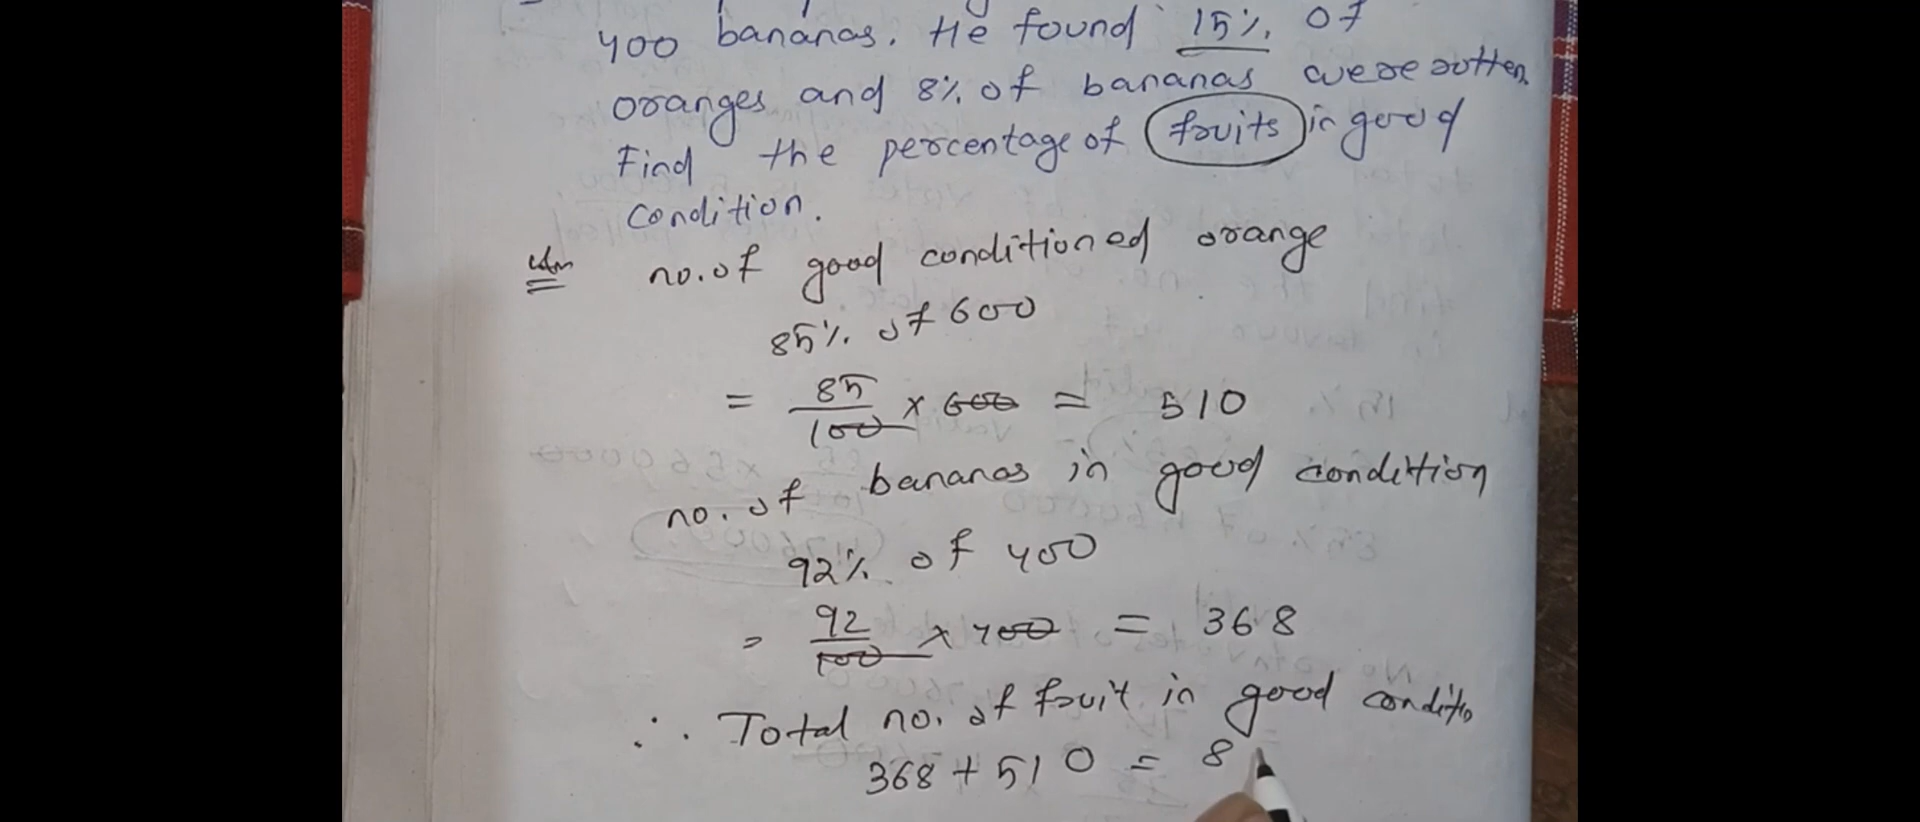 400 bananas. He found 15% of
oranges and 8% of bananas were rotten.
Find the percentage of fruits in good
condition.
no. of good conditioned orange
85% of 600
= 85/100 × 600 = 510
no. of bananas in good condition
92% of 400
= 92/100 × 400 = 368
∴ Total no. of fruit in good conditio
368 + 510 = 8